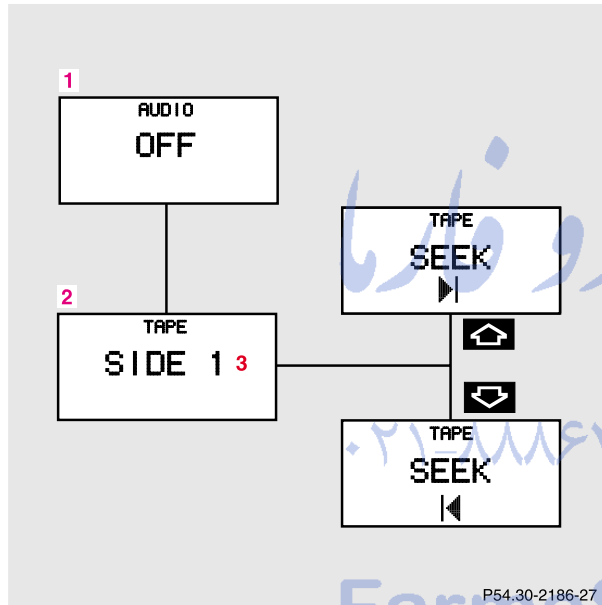 1
AUDIO
OFF
TAPE
SEEK
2
TAPE
SIDE 1 3
TAPE
SEEK
P54.30-2186-27